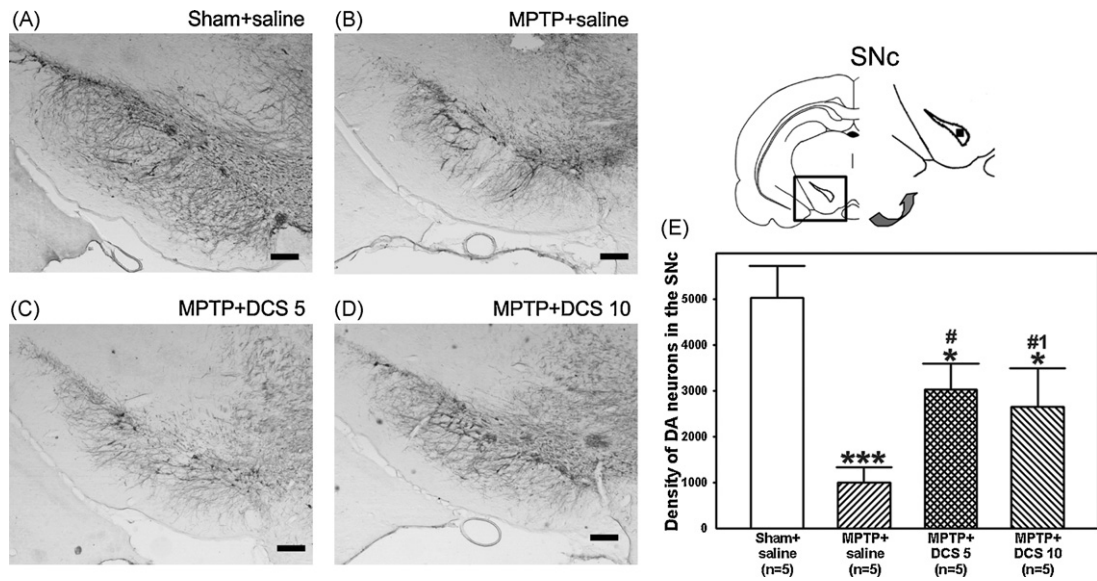 (A) Sham+saline
(B) MPTP+saline
SNc
(C) MPTP+DCS 5
(D) MPTP+DCS 10
(E)
Density of DA neurons in the SNc
5000
4000
3000
2000
1000
0
***
#
*
#1
*
Sham+
saline
(n=5)
MPTP+
saline
(n=5)
MPTP+
DCS 5
(n=5)
MPTP+
DCS 10
(n=5)